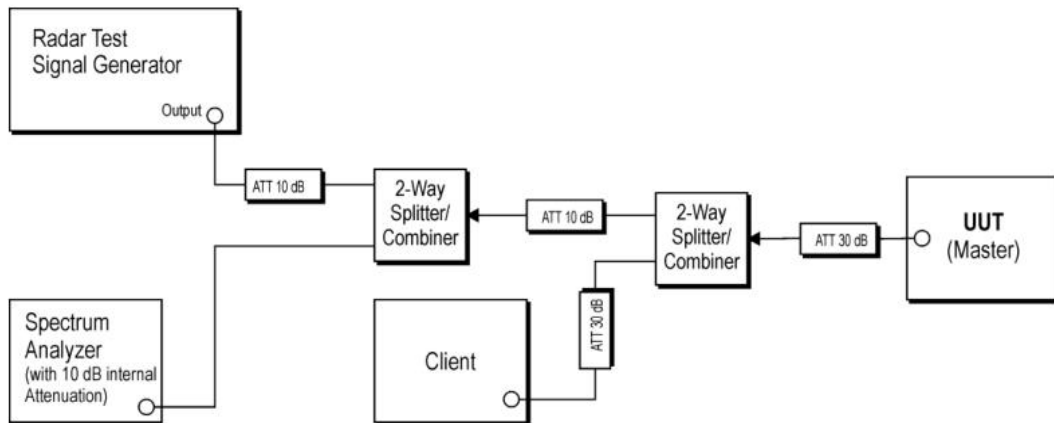 Radar Test
Signal Generator
Output
ATT 10 dB
2-Way
Splitter/
Combiner
ATT 10 dB
2-Way
Splitter/
Combiner
ATT 30 dB
UUT
(Master)
ATT 30 dB
Spectrum
Analyzer
(with 10 dB internal
Attenuation)
Client